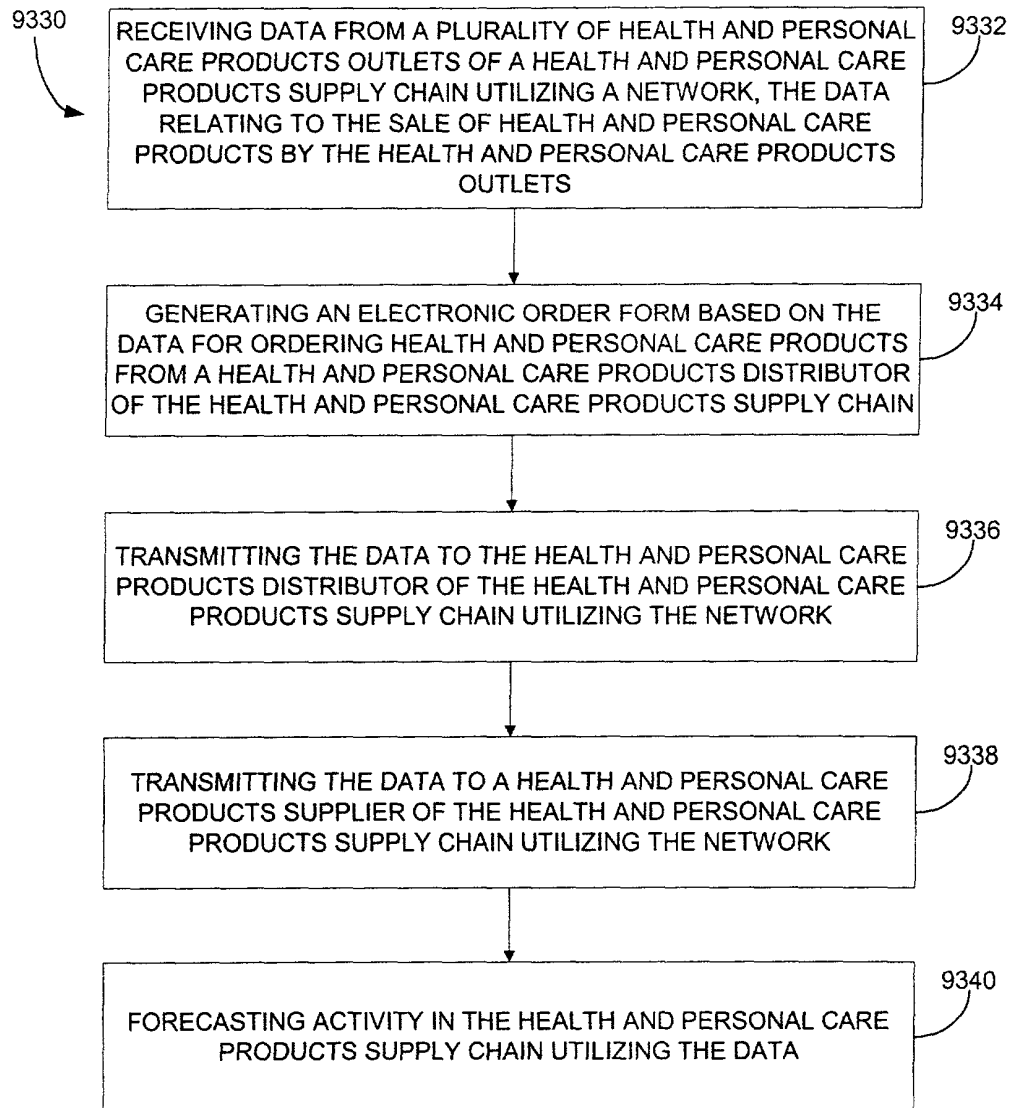 9330
RECEIVING DATA FROM A PLURALITY OF HEALTH AND PERSONAL
CARE PRODUCTS OUTLETS OF A HEALTH AND PERSONAL CARE
PRODUCTS SUPPLY CHAIN UTILIZING A NETWORK, THE DATA
RELATING TO THE SALE OF HEALTH AND PERSONAL CARE
PRODUCTS BY THE HEALTH AND PERSONAL CARE PRODUCTS
OUTLETS
9332
GENERATING AN ELECTRONIC ORDER FORM BASED ON THE
DATA FOR ORDERING HEALTH AND PERSONAL CARE PRODUCTS
FROM A HEALTH AND PERSONAL CARE PRODUCTS DISTRIBUTOR
OF THE HEALTH AND PERSONAL CARE PRODUCTS SUPPLY CHAIN
9334
TRANSMITTING THE DATA TO THE HEALTH AND PERSONAL CARE
PRODUCTS DISTRIBUTOR OF THE HEALTH AND PERSONAL CARE
PRODUCTS SUPPLY CHAIN UTILIZING THE NETWORK
9336
TRANSMITTING THE DATA TO A HEALTH AND PERSONAL CARE
PRODUCTS SUPPLIER OF THE HEALTH AND PERSONAL CARE
PRODUCTS SUPPLY CHAIN UTILIZING THE NETWORK
9338
FORECASTING ACTIVITY IN THE HEALTH AND PERSONAL CARE
PRODUCTS SUPPLY CHAIN UTILIZING THE DATA
9340